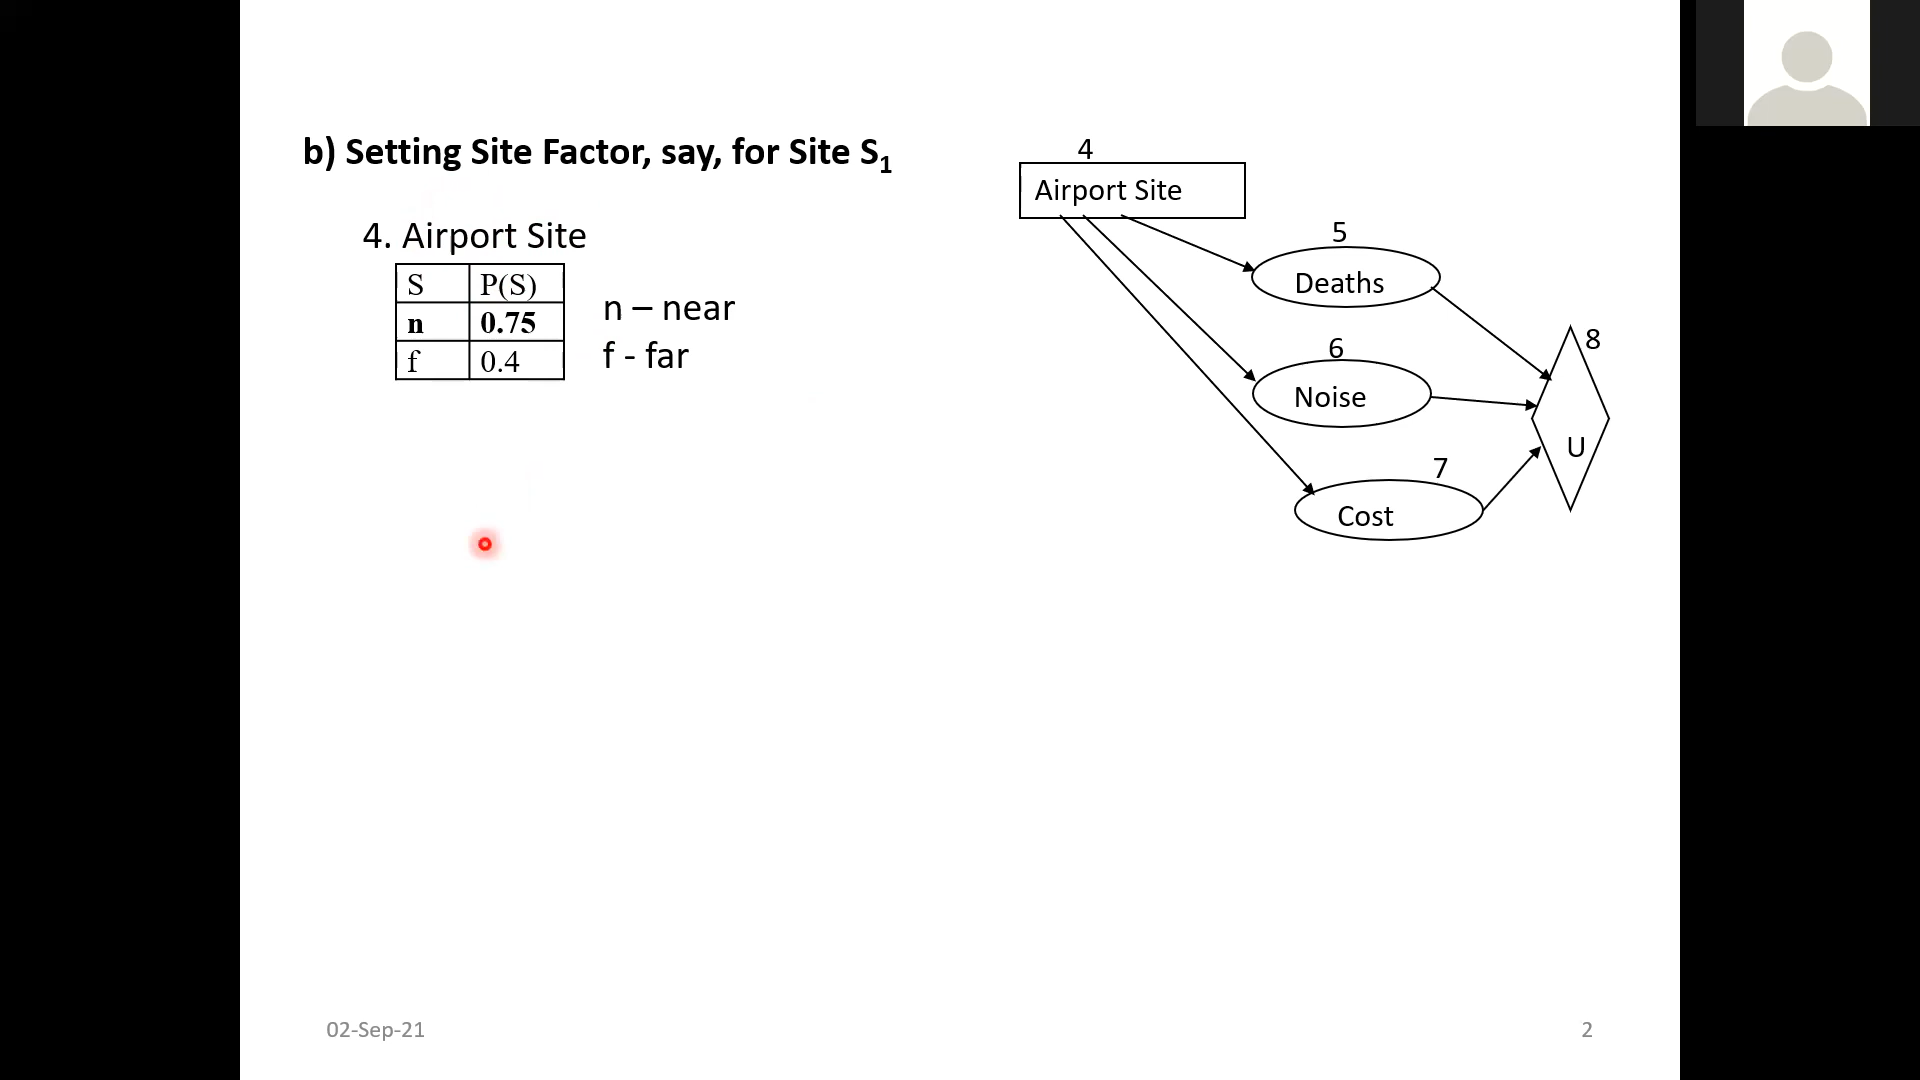 b) Setting Site Factor, say, for Site S1
4. Airport Site
S P(S)
n 0.75
f 0.4
n – near
f - far
4
Airport Site
5
Deaths
6
Noise
7
Cost
8
U
02-Sep-21
2